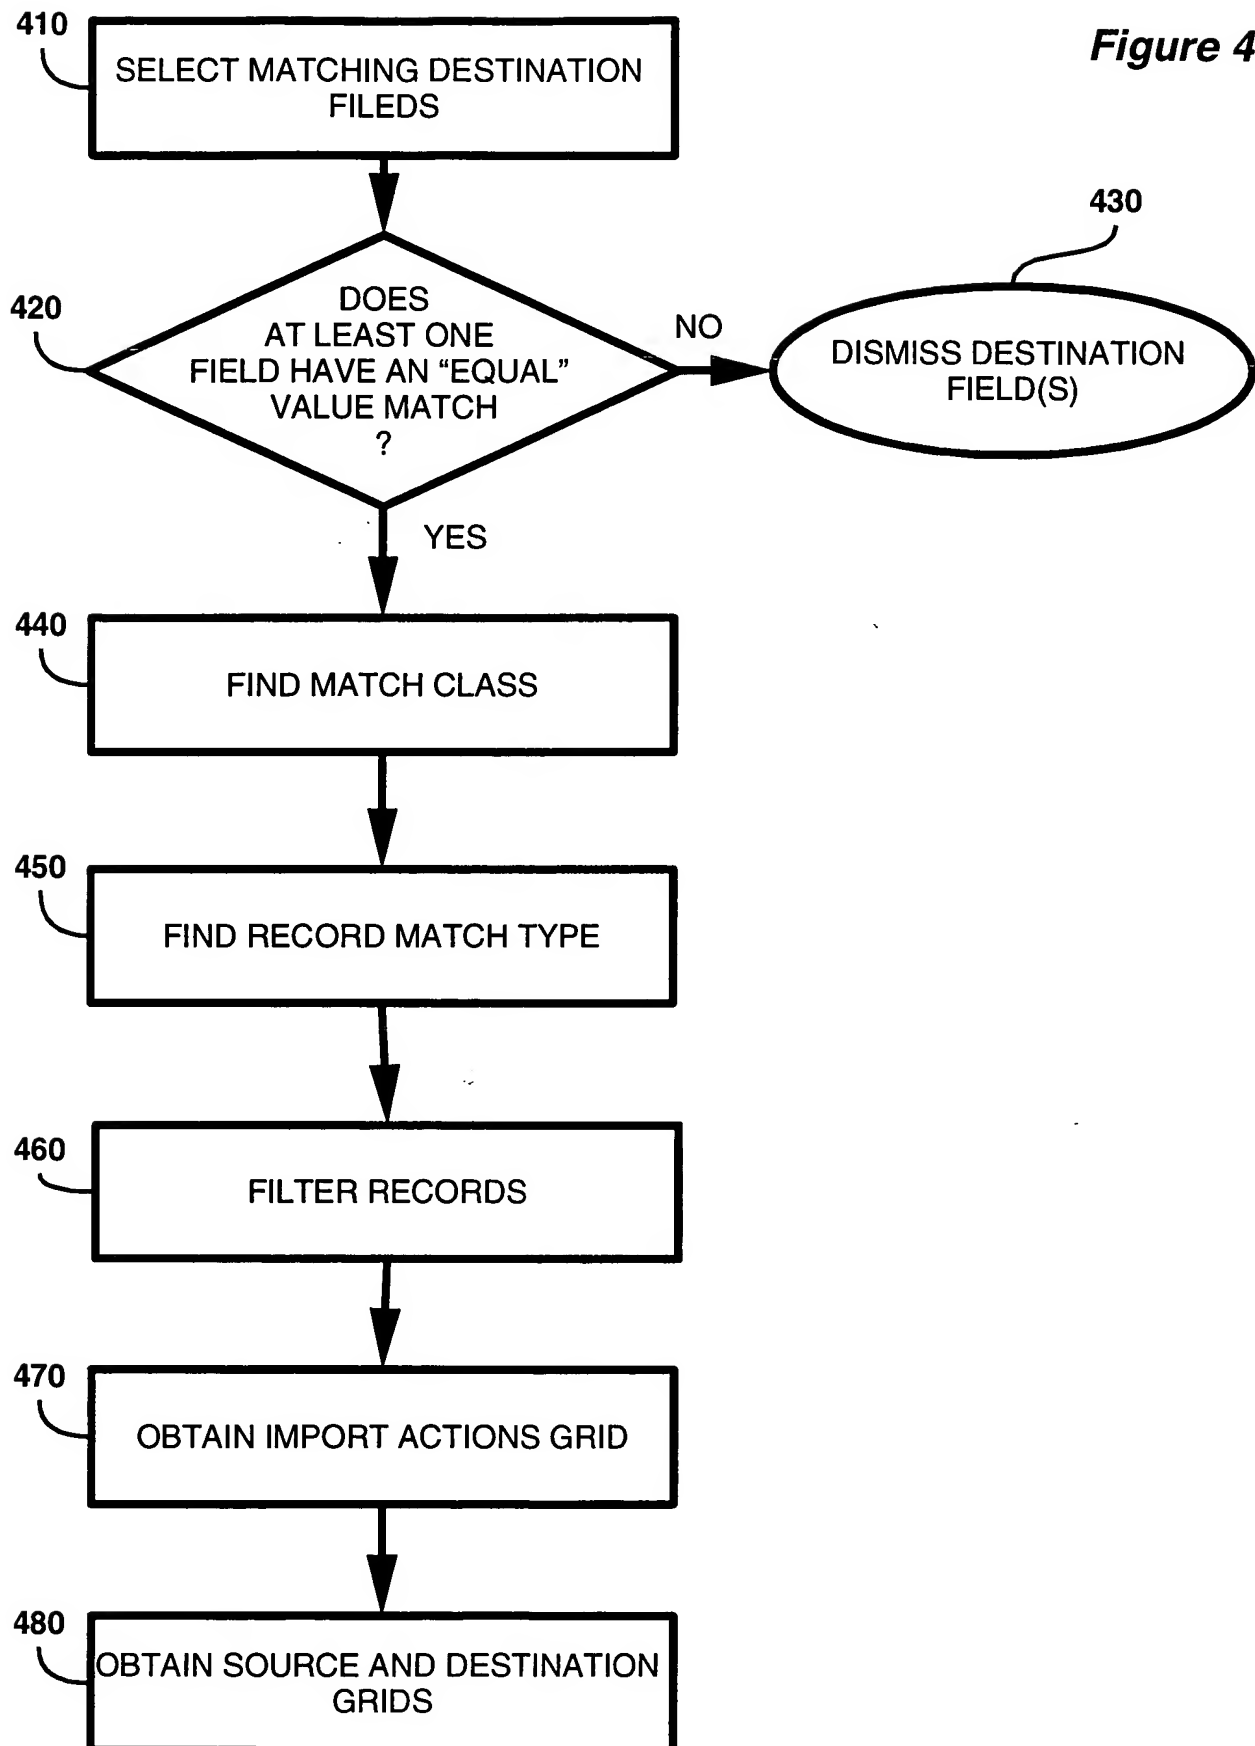 410
Figure 4
SELECT MATCHING DESTINATION
FILEDS
430
420
DOES
AT LEAST ONE
FIELD HAVE AN “EQUAL”
VALUE MATCH
?
NO
DISMISS DESTINATION
FIELD(S)
YES
440
FIND MATCH CLASS
450
FIND RECORD MATCH TYPE
460
FILTER RECORDS
470
OBTAIN IMPORT ACTIONS GRID
480
OBTAIN SOURCE AND DESTINATION
GRIDS